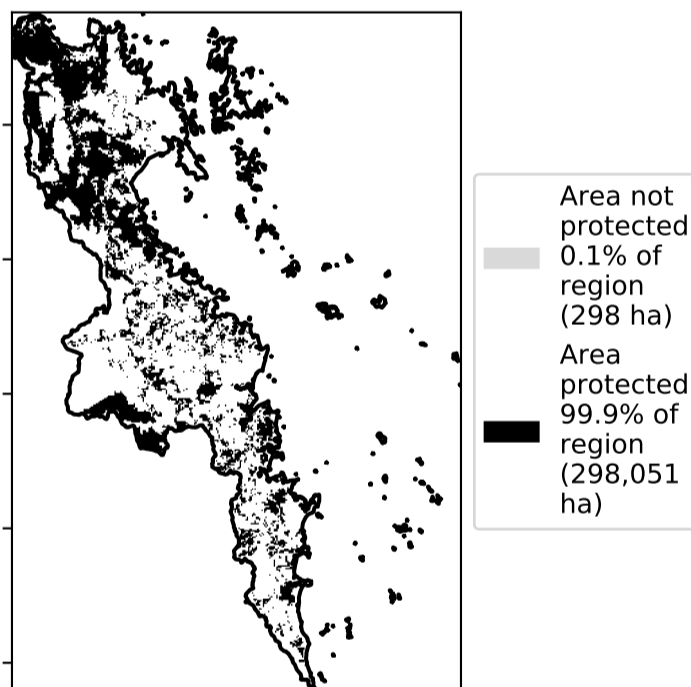 Area not
protected
0.1% of
region
(298 ha)
Area
protected
99.9% of
region
(298,051
ha)